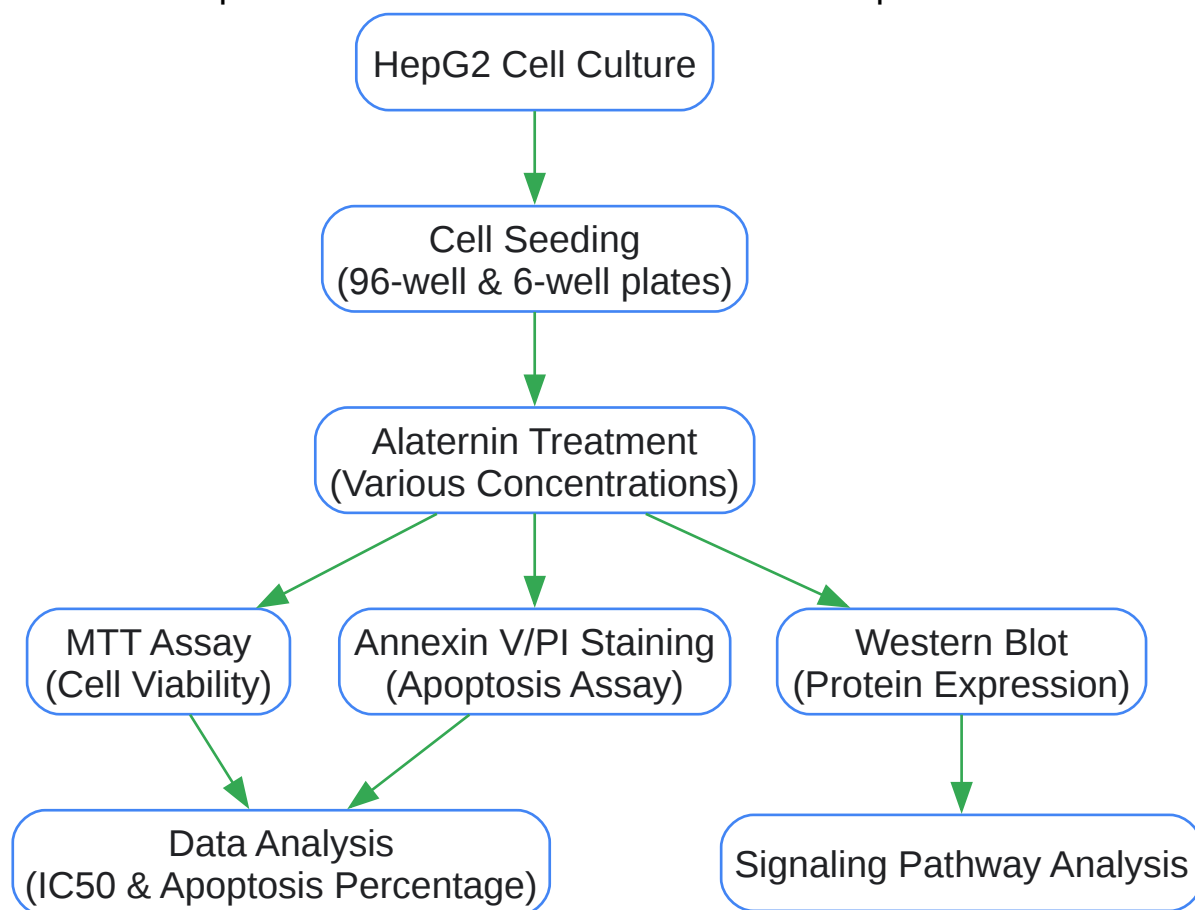 HepG2 Cell Culture
Cell Seeding
(96-well & 6-well plates)
Alaternin Treatment
(Various Concentrations)
MTT Assay
(Cell Viability)
Annexin V/PI Staining
(Apoptosis Assay)
Western Blot
(Protein Expression)
Data Analysis
(IC50 & Apoptosis Percentage)
Signaling Pathway Analysis